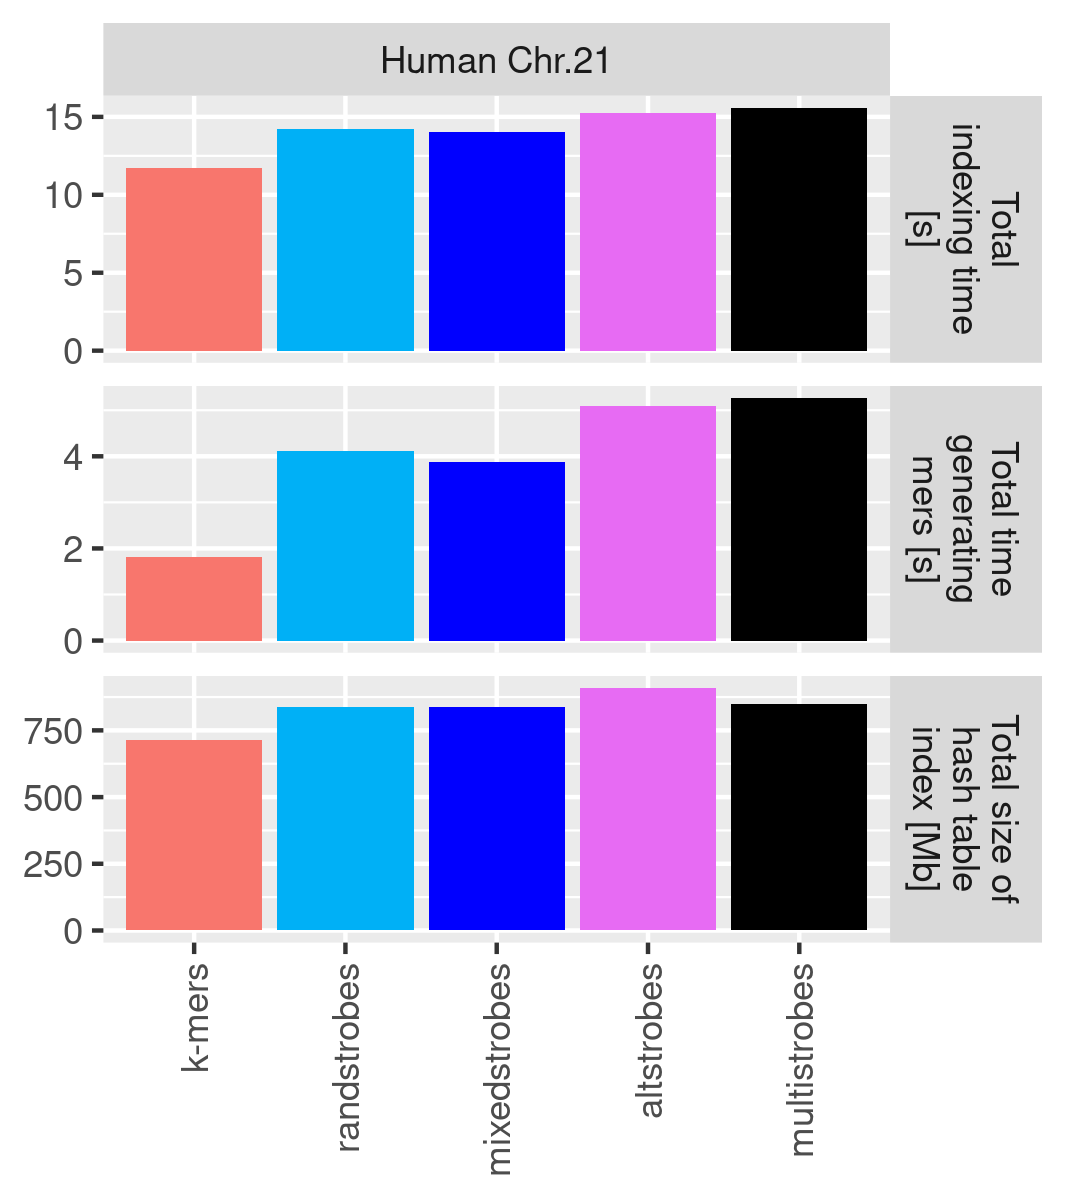 Human Chr.21
15
10
5
0
Total
indexing time
[s]
4
2
0
Total time
generating
mers [s]
750
500
250
0
Total size of
hash table
index [Mb]
k-mers
randstrobes
mixedstrobes
altstrobes
multistrobes